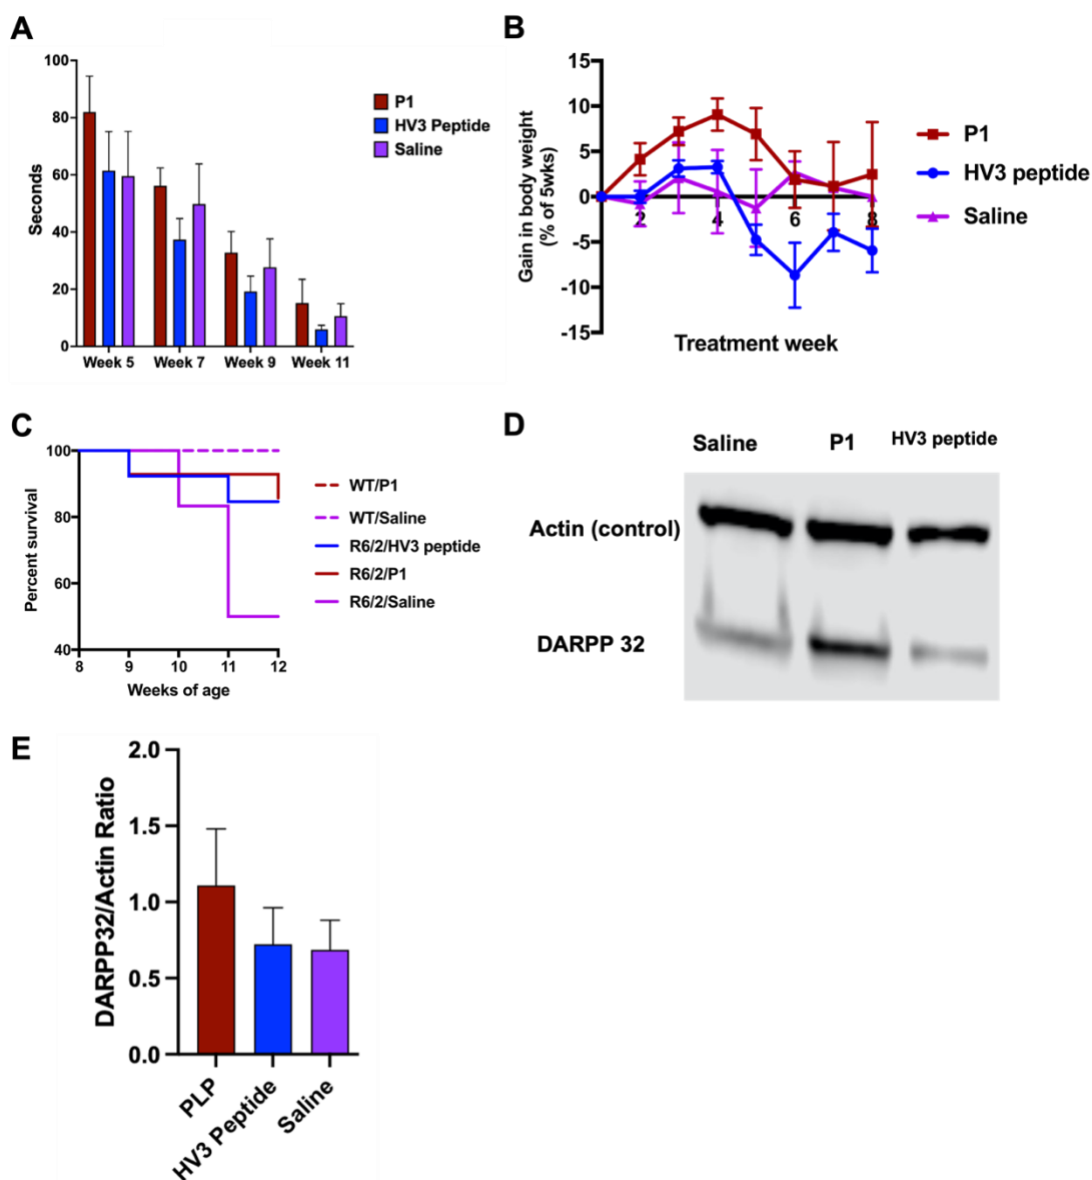 A
100
80
60
40
20
0
Seconds
Week 5
Week 7
Week 9
Week 11
P1
HV3 Peptide
Saline
B
15
10
5
0
-5
-10
-15
Gain in body weight
(% of 5wks)
2
4
6
8
Treatment week
P1
HV3 peptide
Saline
C
100
80
60
40
Percent survival
8
9
10
11
12
Weeks of age
WT/P1
WT/Saline
R6/2/HV3 peptide
R6/2/P1
R6/2/Saline
D
Saline
P1
HV3 peptide
Actin (control)
DARPP 32
E
2.0
1.5
1.0
0.5
0.0
DARPP32/Actin Ratio
PLP
HV3 Peptide
Saline